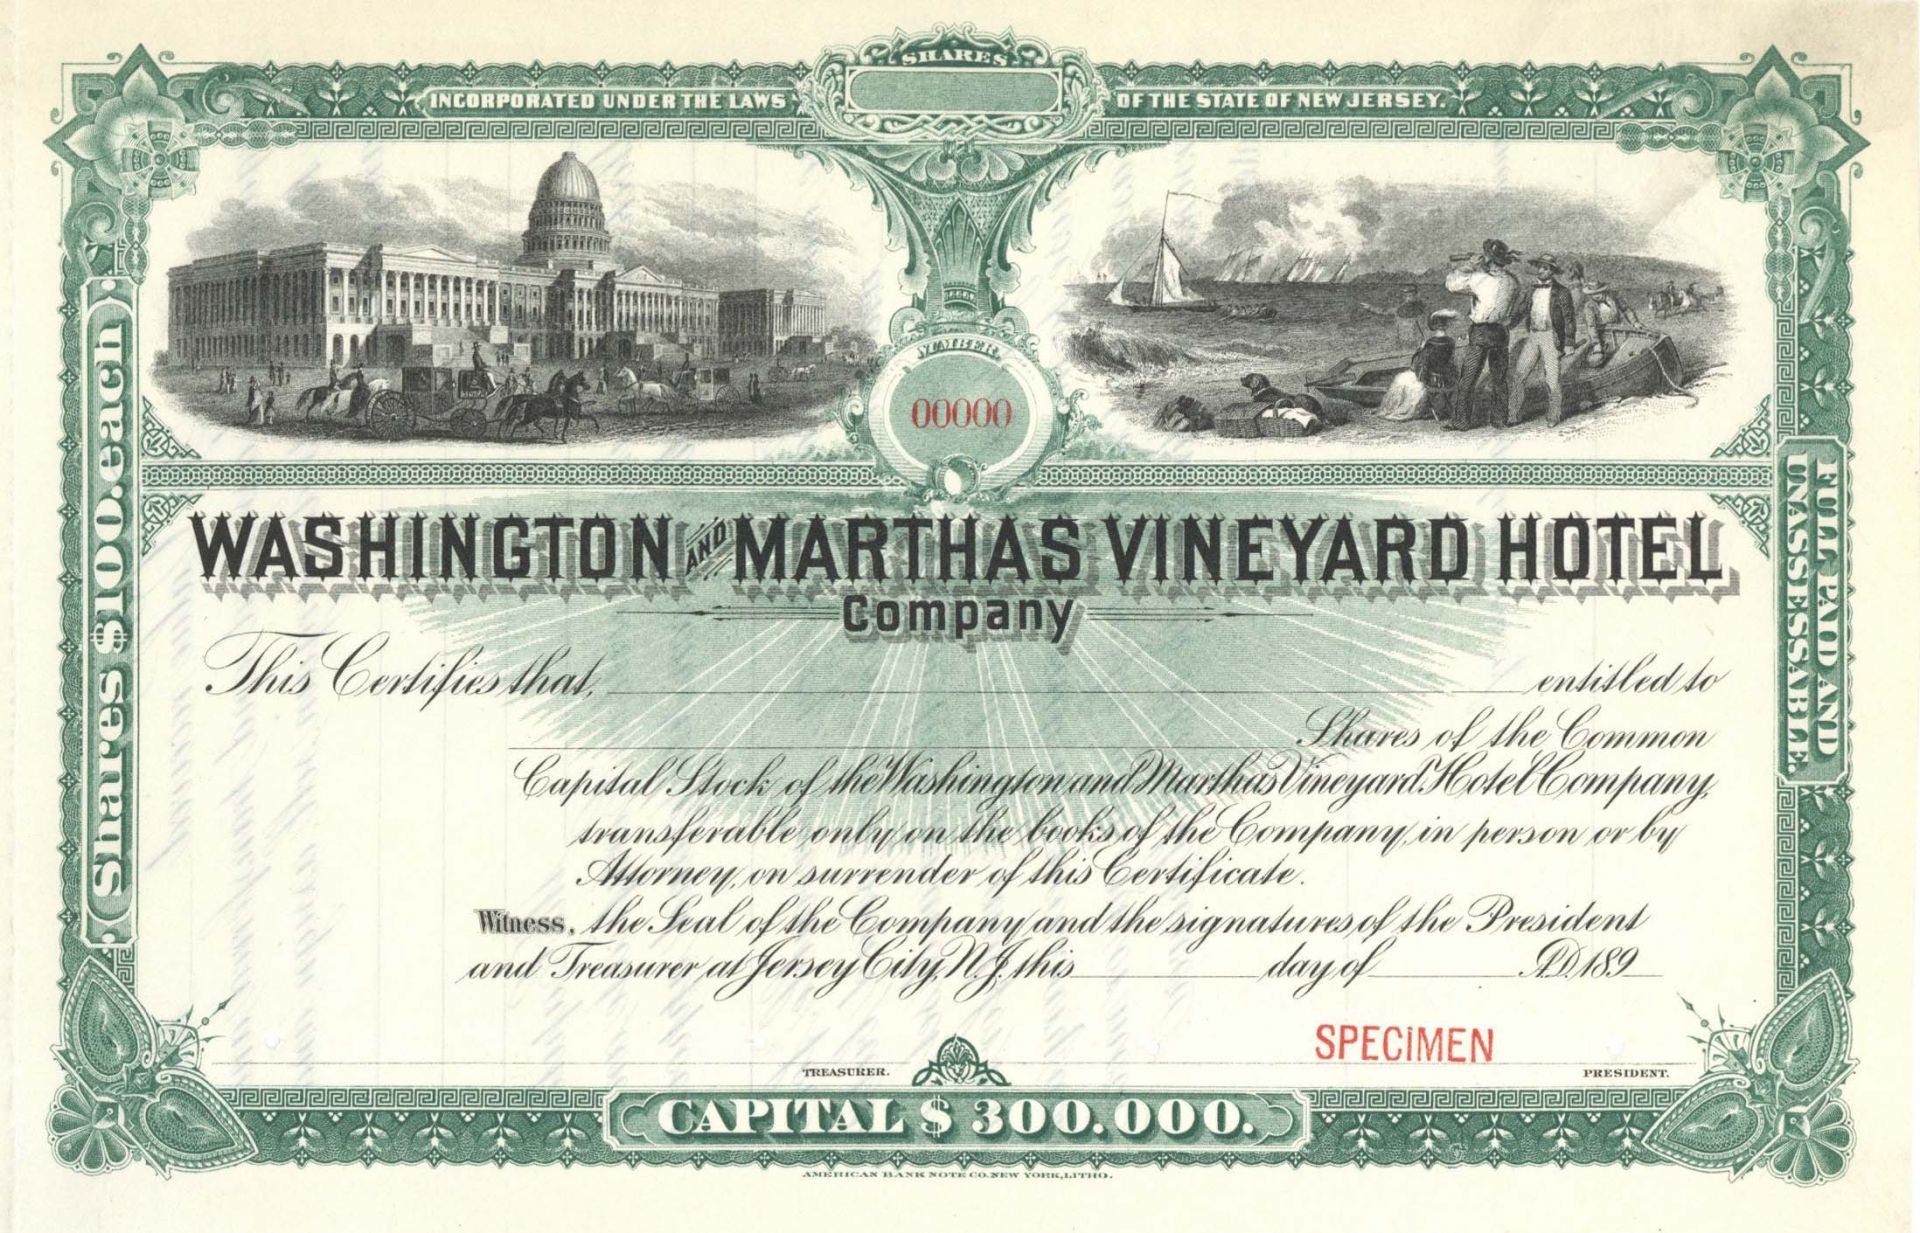 SHARES
INCORPORATED UNDER THE LAWS OF THE STATE OF NEW JERSEY.
NUMBER.
00000
Shares $100. each
FULL PAID AND
UNASSESSABLE.
WASHINGTON AND MARTHAS VINEYARD HOTEL
Company
This Certifies that, entitled to
Shares of the Common
Capital Stock of the Washington and Marthas Vineyard Hotel Company,
transferable only on the books of the Company, in person or by
Attorney, on surrender of this Certificate.
Witness, the Seal of the Company and the signatures of the President
and Treasurer at Jersey City, N.J. this day of A.D. 189
SPECIMEN
TREASURER. PRESIDENT.
CAPITAL $300.000.
AMERICAN BANK NOTE CO. NEW YORK, LITHO.